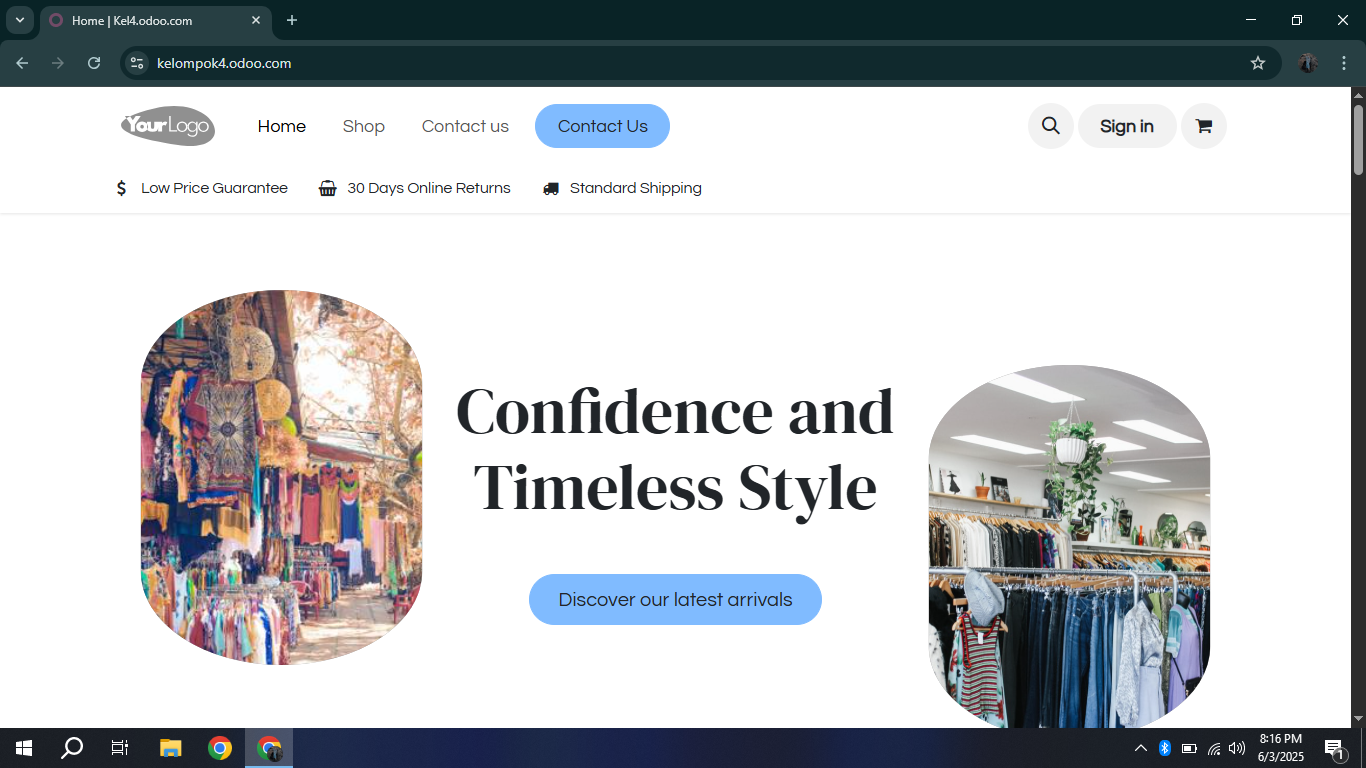 Home | Kel4.odoo.com
kelompok4.odoo.com
YourLogo
Home
Shop
Contact us
Contact Us
Sign in
Low Price Guarantee
30 Days Online Returns
Standard Shipping
Confidence and
Timeless Style
Discover our latest arrivals
8:16 PM
6/3/2025
1